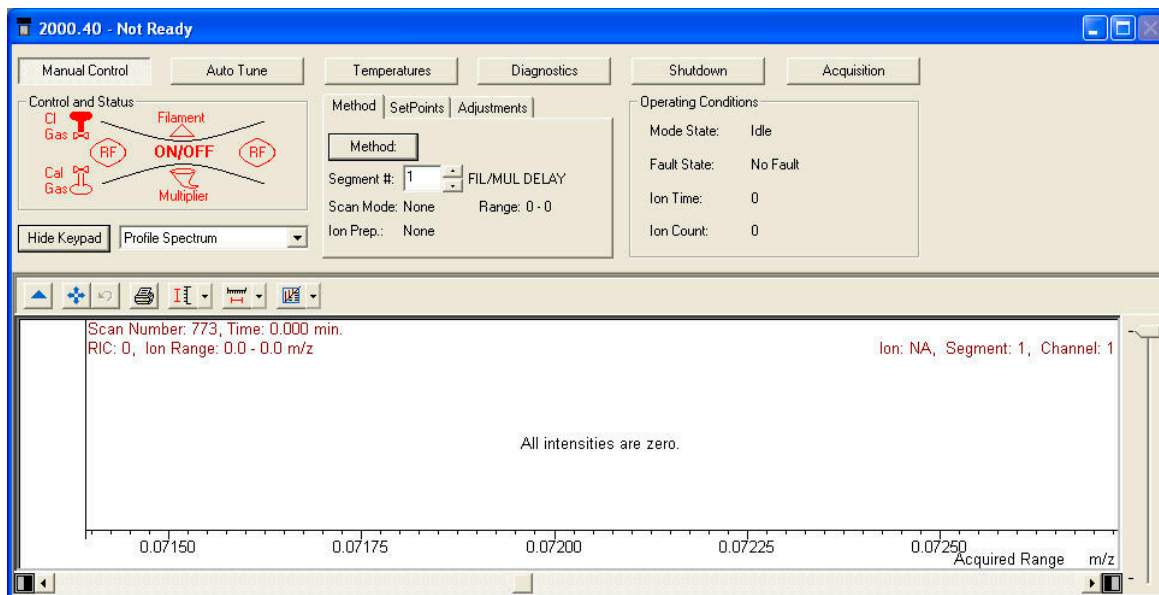 2000.40 - Not Ready
Manual Control Auto Tune Temperatures Diagnostics Shutdown Acquisition
Control and Status
CI Gas
Filament
RF ON/OFF RF
Cal Gas
Multiplier
Hide Keypad Profile Spectrum
Method SetPoints Adjustments
Method:
Segment #: 1 FIL/MUL DELAY
Scan Mode: None Range: 0 - 0
Ion Prep.: None
Operating Conditions
Mode State: Idle
Fault State: No Fault
Ion Time: 0
Ion Count: 0
Scan Number: 773, Time: 0.000 min.
RIC: 0, Ion Range: 0.0 - 0.0 m/z Ion: NA, Segment: 1, Channel: 1
All intensities are zero.
0.07150 0.07175 0.07200 0.07225 0.07250
Acquired Range m/z